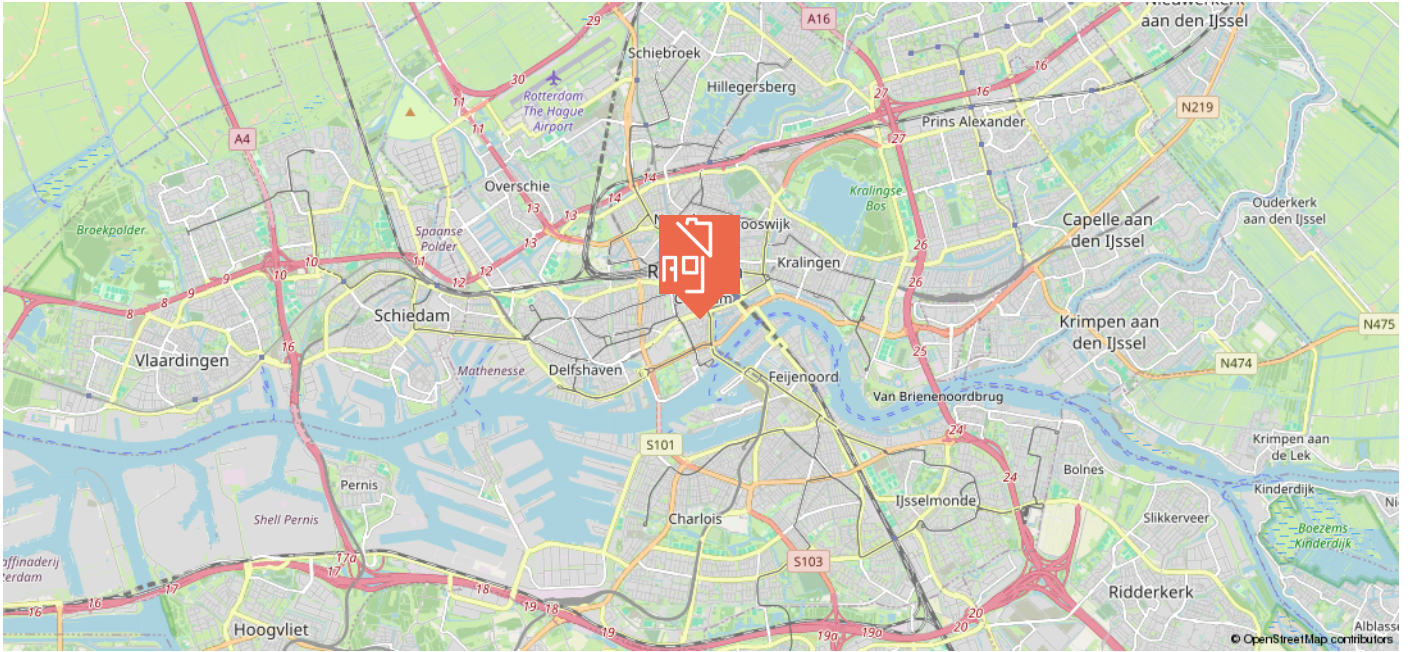 A16
Nieuwerkerk
aan den IJssel
29
Schiebroek
30
Hillegersberg
16
16
27
11
Rotterdam
The Hague
Airport
11
N219
A4
Prins Alexander
27
14
Overschie
14
13
13
Kralingse
Bos
Ouderkerk
aan den IJssel
Capelle aan
den IJssel
Broekpolder
Spaanse
Polder
13
26
Kralingen
10
10
11
12
12
9
9
8
8
26
Schiedam
Krimpen aan
den IJssel
N475
16
25
Vlaardingen
Mathenesse
Delfshaven
Feijenoord
N474
Van Brienenoordbrug
24
S101
Krimpen aan
de Lek
Bolnes
24
Pernis
Kinderdijk
IJsselmonde
Shell Pernis
Charlois
Slikkerveer
Boezems
Kinderdijk
17a
17
S103
17
18
Ridderkerk
16
16
19
18
19
19a
19a
20
20
Hoogvliet
© OpenStreetMap contributors